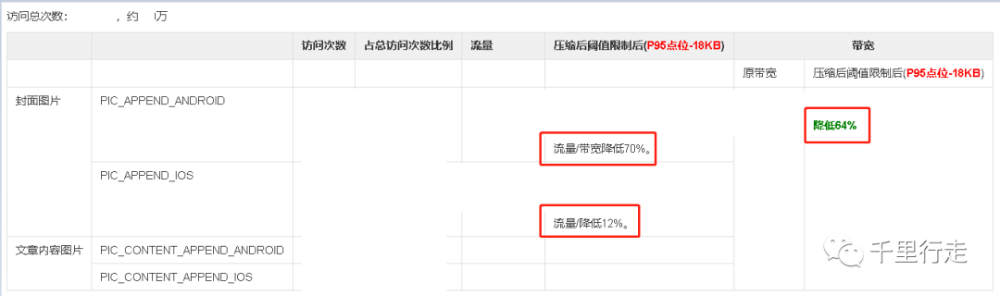 访问总次数: , 约 万
访问次数 占总访问次数比例 流量 压缩后阈值限制后(P95点位-18KB) 带宽
原带宽 压缩后阈值限制后(P95点位-18KB)
封面图片 PIC_APPEND_ANDROID
降低64%
流量/带宽降低70%。
PIC_APPEND_IOS
流量/降低12%。
文章内容图片 PIC_CONTENT_APPEND_ANDROID
PIC_CONTENT_APPEND_IOS
千里行走